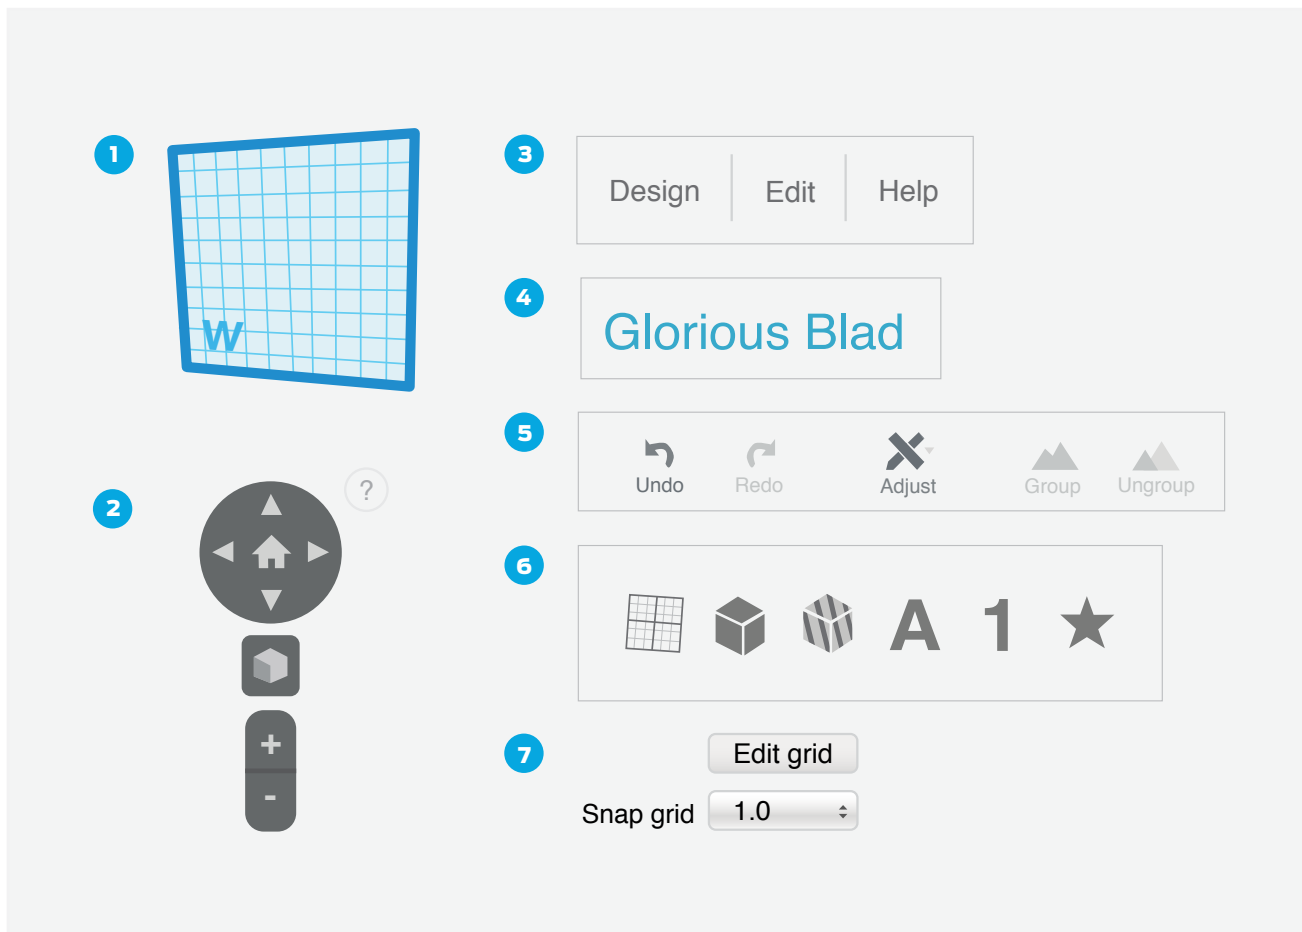 1
W
2
?
+
-
3
Design Edit Help
4
Glorious Blad
5
Undo Redo Adjust Group Ungroup
6
A 1
7
Edit grid
Snap grid 1.0